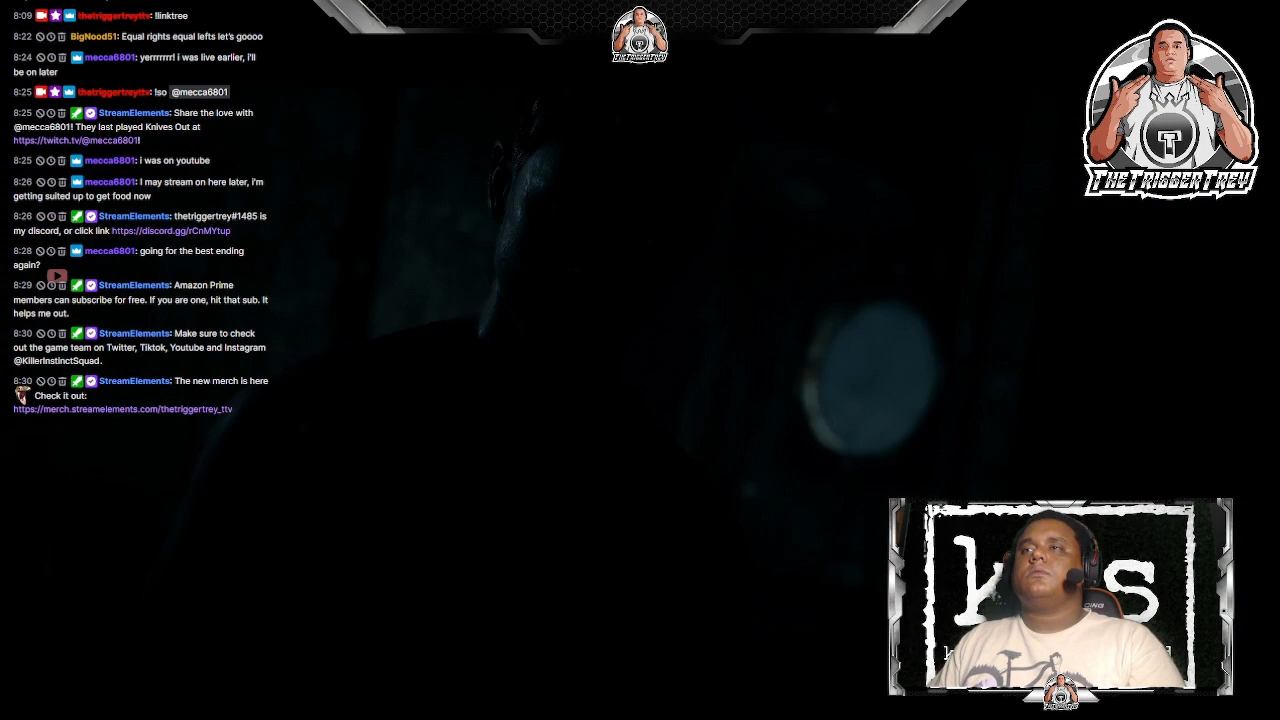 8:09 thetriggertreyttv: !linktree
8:22 BigNood51: Equal rights equal lefts let's goooo
8:24 mecca6801: yerrrrrrr! i was live earlier, i'll
be on later
8:25 thetriggertreyttv: !so @mecca6801
8:25 StreamElements: Share the love with
@mecca6801! They last played Knives Out at
https://twitch.tv/@mecca6801!
8:25 mecca6801: i was on youtube
8:26 mecca6801: I may stream on here later, i'm
getting suited up to get food now
8:26 StreamElements: thetriggertrey#1485 is
my discord, or click link https://discord.gg/rCnMYtup
8:28 mecca6801: going for the best ending
again?
8:29 StreamElements: Amazon Prime
members can subscribe for free. If you are one, hit that sub. It
helps me out.
8:30 StreamElements: Make sure to check
out the game team on Twitter, Tiktok, Youtube and Instagram
@KillerInstinctSquad.
8:30 StreamElements: The new merch is here
Check it out:
https://merch.streamelements.com/thetriggertrey_ttv
THETRIGGERTREY
T
THETRIGGERTREY
k s